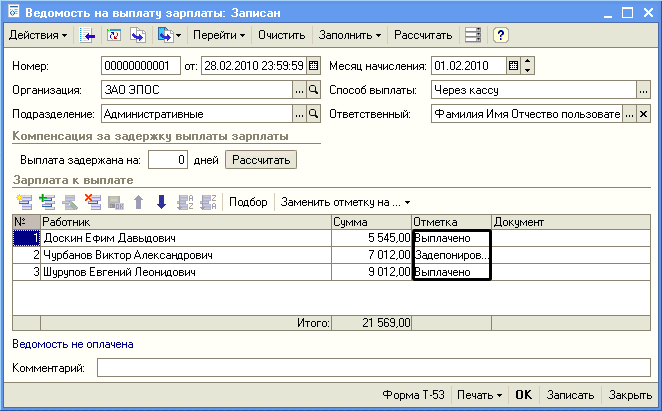 Ведомость на выплату зарплаты: Записан
Действия Перейти Очистить Заполнить Рассчитать ?
Номер: 00000000001 от: 28.02.2010 23:59:59 Месяц начисления: 01.02.2010
Организация: ЗАО ЭПОС ... Способ выплаты: Через кассу ...
Подразделение: Административные ... Ответственный: Фамилия Имя Отчество пользовате ... x
Компенсация за задержку выплаты зарплаты
Выплата задержана на: 0 дней Рассчитать
Зарплата к выплате
Подбор Заменить отметку на ...
№ Работник Сумма Отметка Документ
1 Доскин Ефим Давыдович 5 545,00 Выплачено
2 Чурбанов Виктор Александрович 7 012,00 Задепониров...
3 Шурупов Евгений Леонидович 9 012,00 Выплачено
Итого: 21 569,00
Ведомость не оплачена
Комментарий:
Форма Т-53 Печать ОК Записать Закрыть